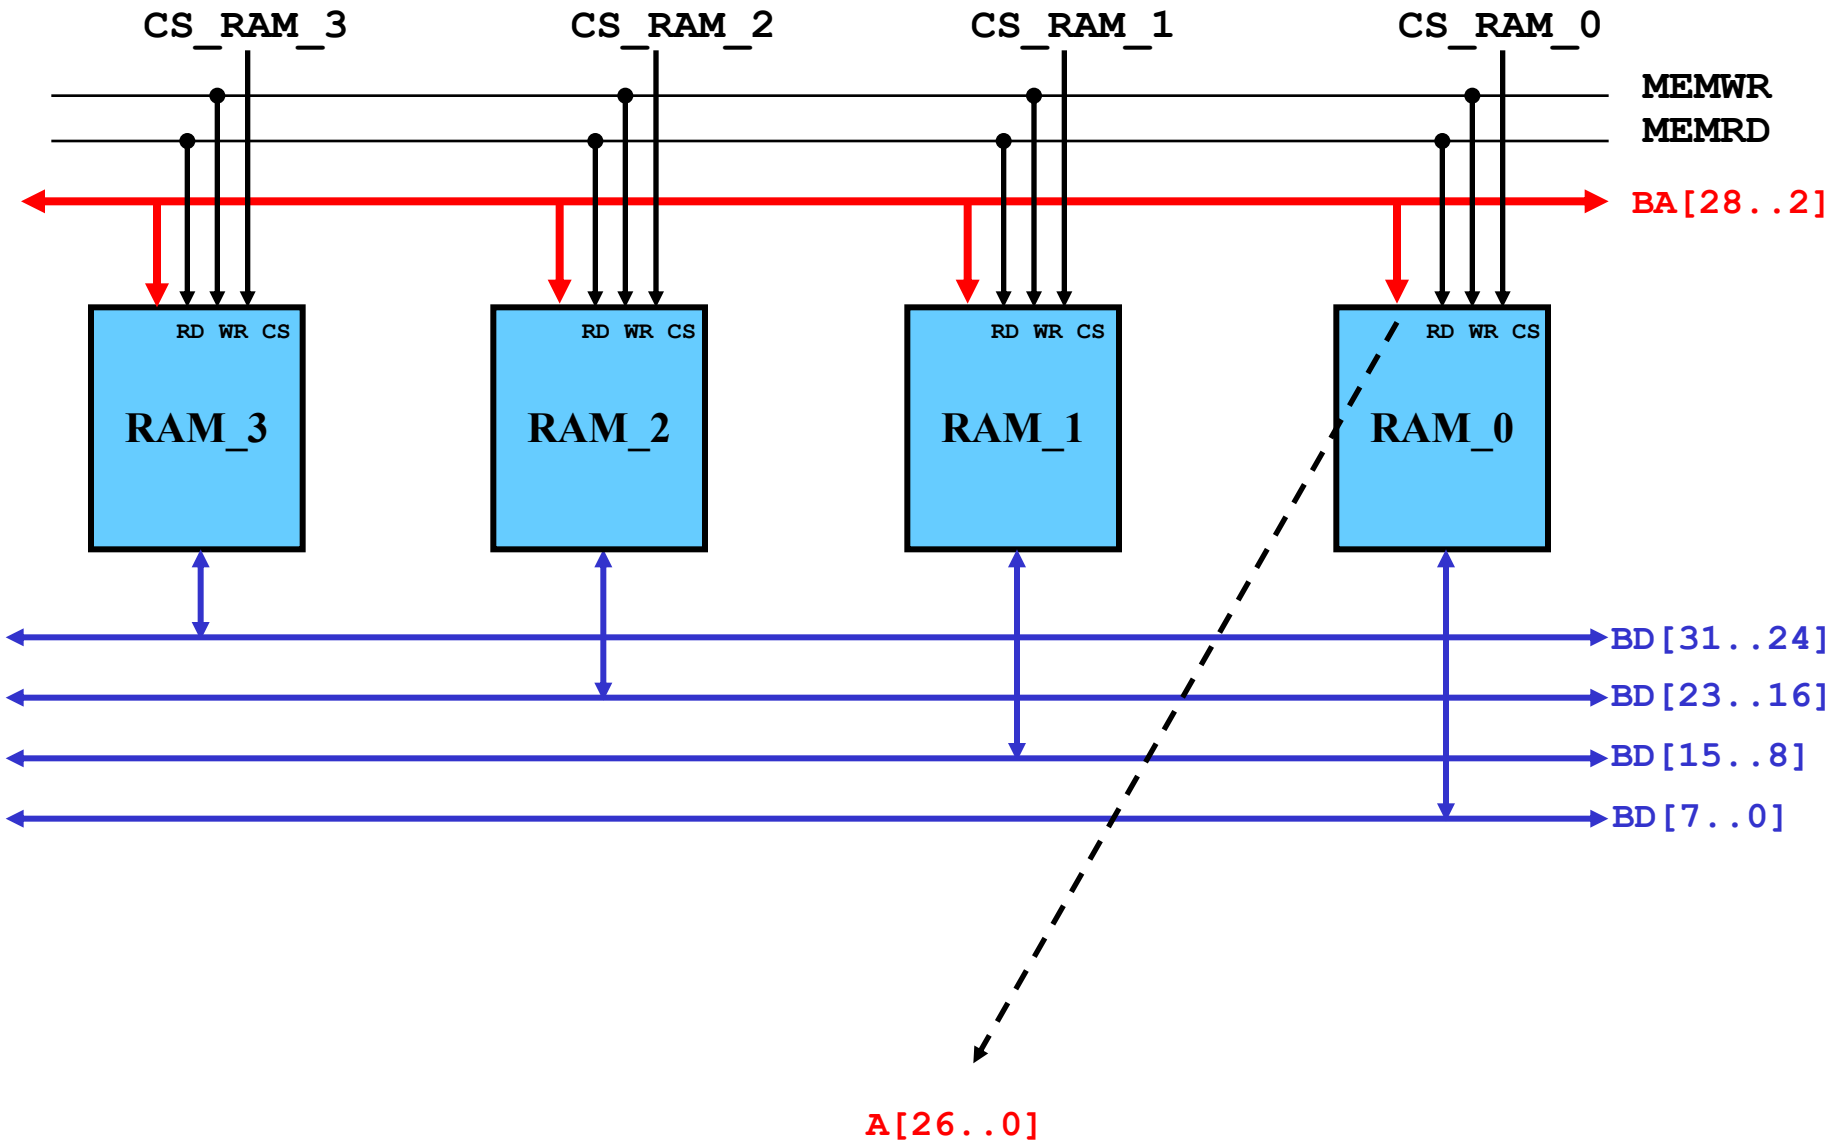 CS_RAM_3 CS_RAM_2 CS_RAM_1 CS_RAM_0
MEMWR
MEMRD
BA[28..2]
RD WR CS RD WR CS RD WR CS RD WR CS
RAM_3 RAM_2 RAM_1 RAM_0
BD[31..24]
BD[23..16]
BD[15..8]
BD[7..0]
A[26..0]